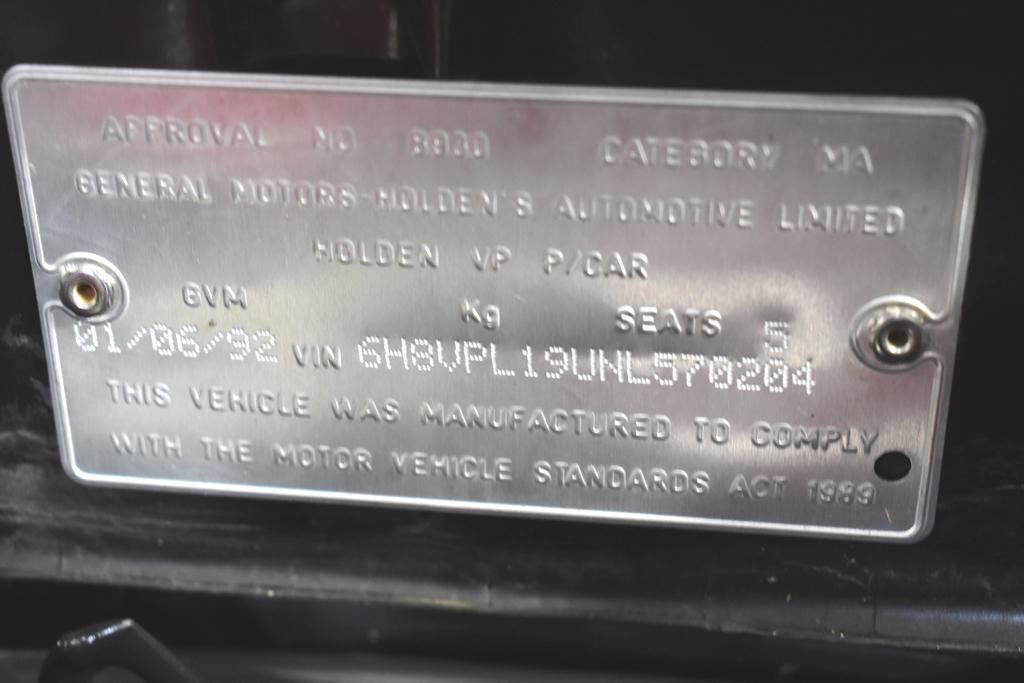 APPROVAL NO 8980 CATEGORY MA
GENERAL MOTORS-HOLDEN'S AUTOMOTIVE LIMITED
HOLDEN VP P/CAR
GVM Kg SEATS 5
01/06/92 VIN 6H8VPL19UNL570204
THIS VEHICLE WAS MANUFACTURED TO COMPLY
WITH THE MOTOR VEHICLE STANDARDS ACT 1989